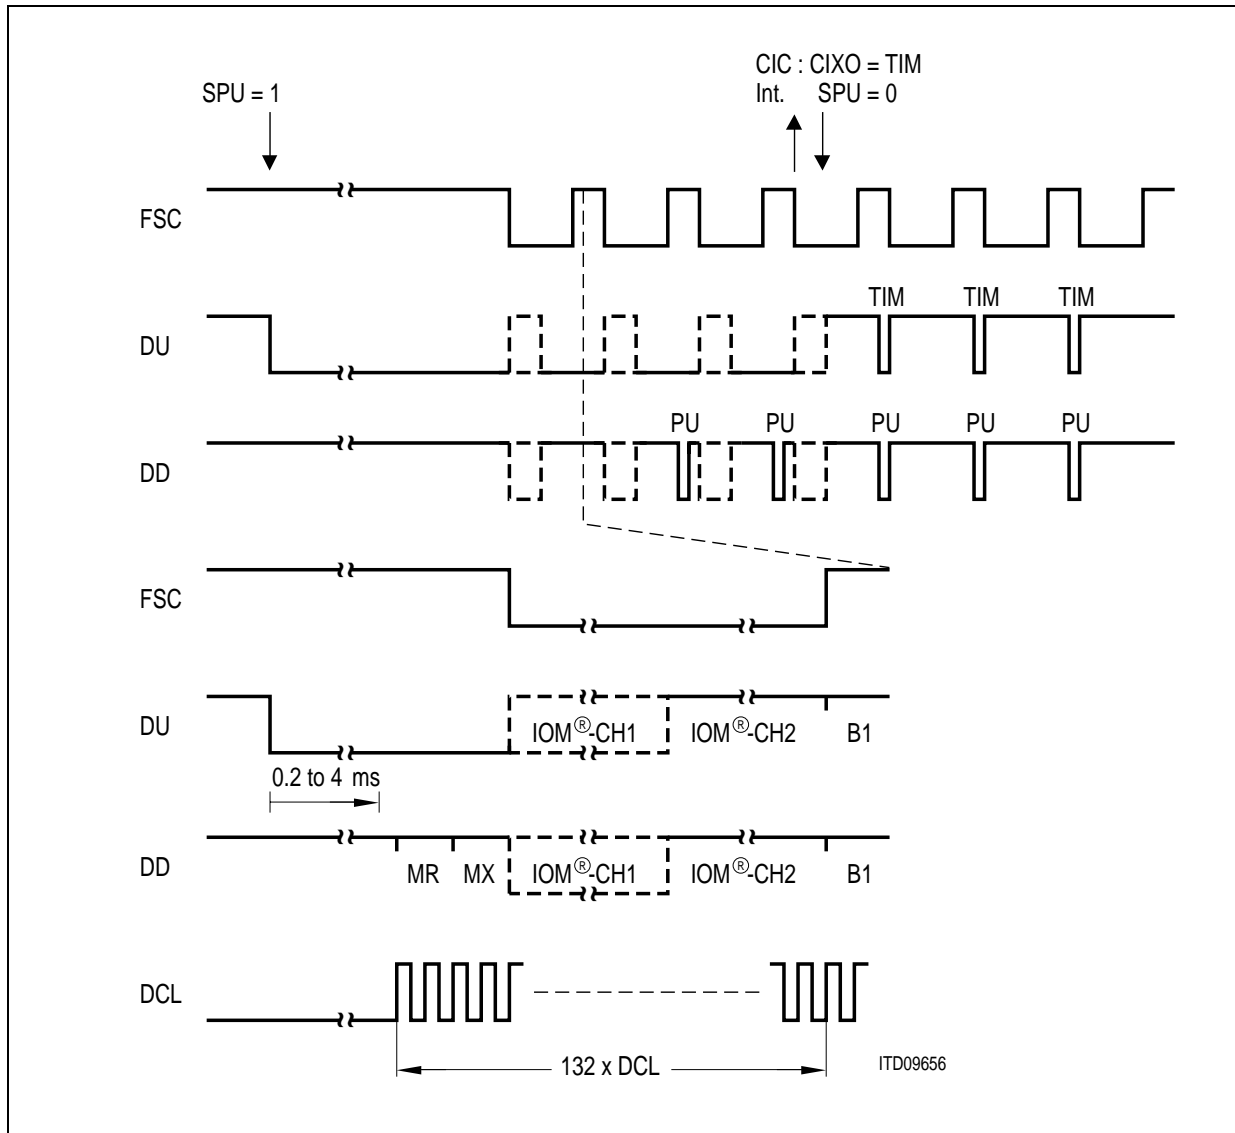 CIC : CIXO = TIM
SPU = 1
Int. SPU = 0
FSC
TIM TIM TIM
DU
PU PU PU PU PU
DD
FSC
DU
IOM®-CH1 IOM®-CH2 B1
0.2 to 4 ms
DD
MR MX IOM®-CH1 IOM®-CH2 B1
DCL
132 x DCL
ITD09656